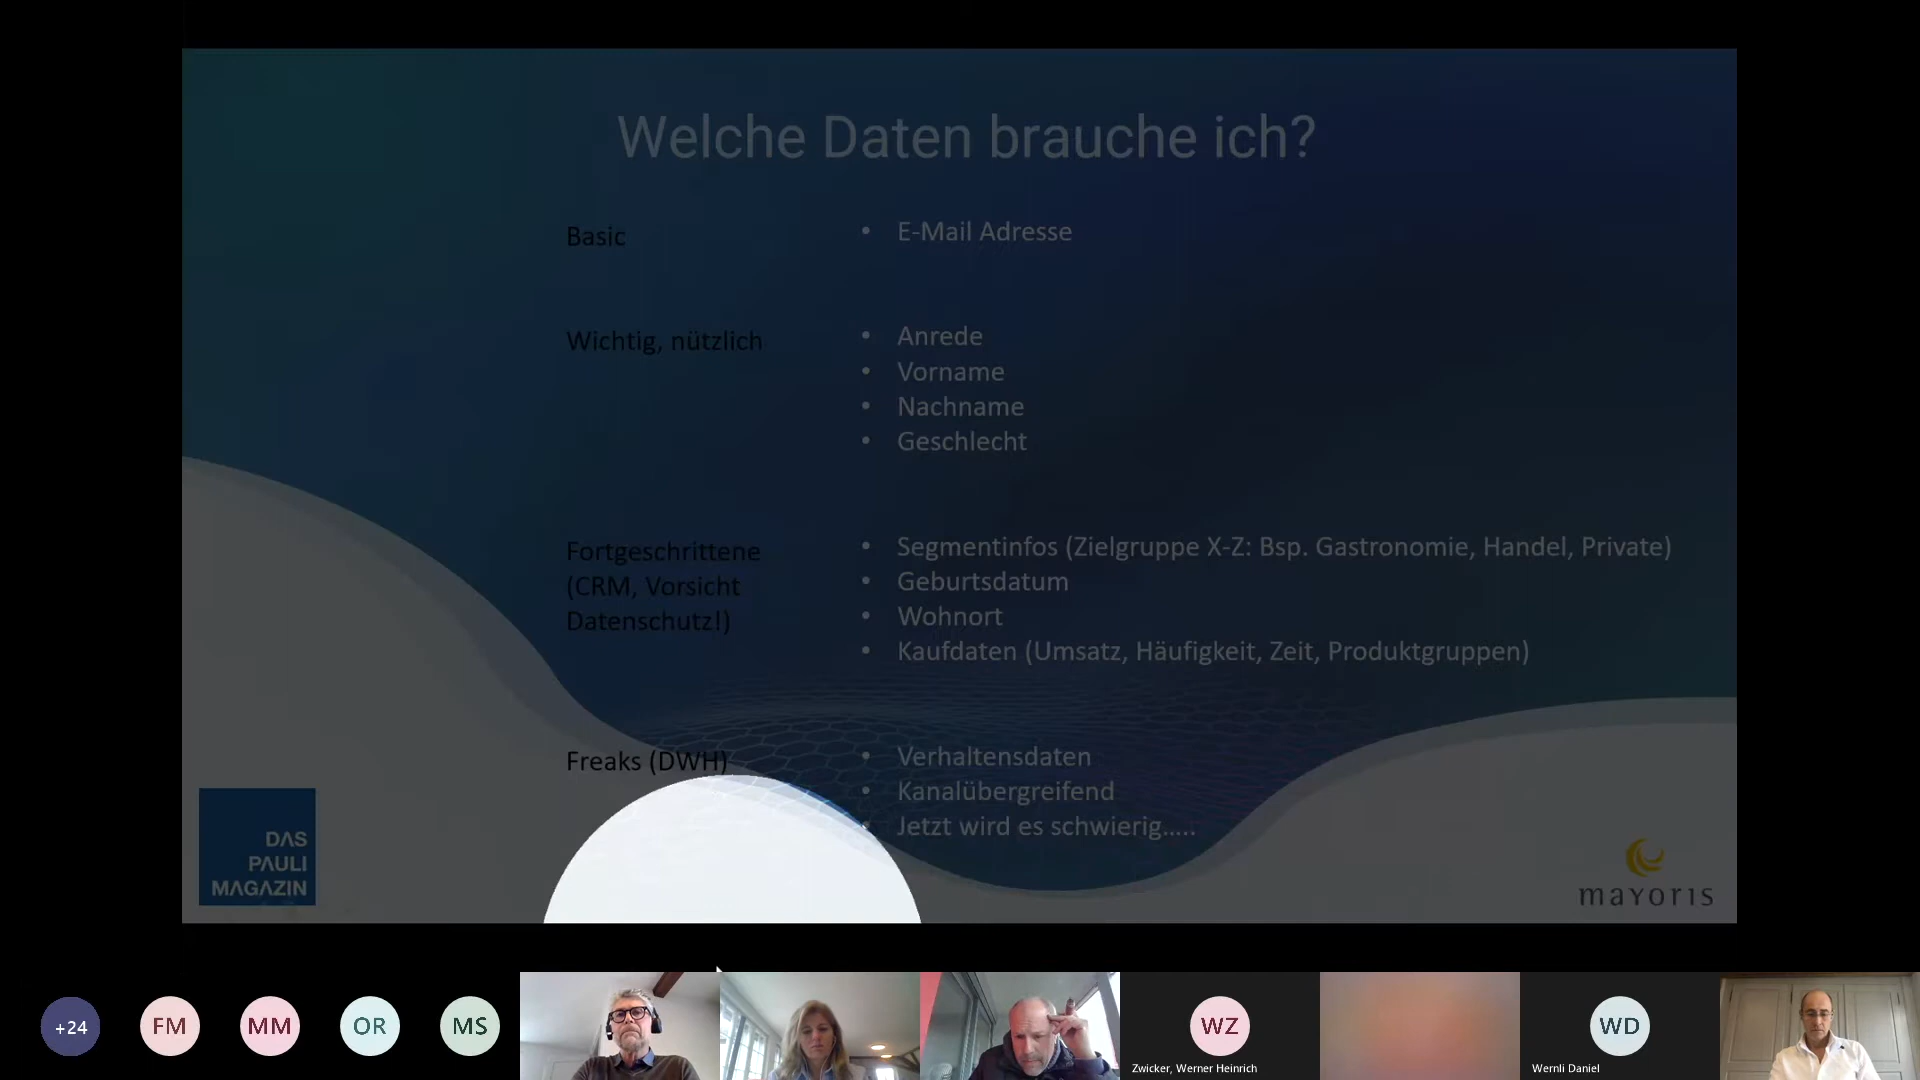 Welche Daten brauche ich?
Basic
• E-Mail Adresse
Wichtig, nützlich
• Anrede
• Vorname
• Nachname
• Geschlecht
Fortgeschrittene
(CRM, Vorsicht
Datenschutz!)
• Segmentinfos (Zielgruppe X-Z: Bsp. Gastronomie, Handel, Private)
• Geburtsdatum
• Wohnort
• Kaufdaten (Umsatz, Häufigkeit, Zeit, Produktgruppen)
Freaks (DWH)
• Verhaltensdaten
• Kanalübergreifend
• Jetzt wird es schwierig…..
DAS
PAULI
MAGAZIN
mayoris
+24
FM
MM
OR
MS
WZ
Zwicker, Werner Heinrich
WD
Wernli Daniel